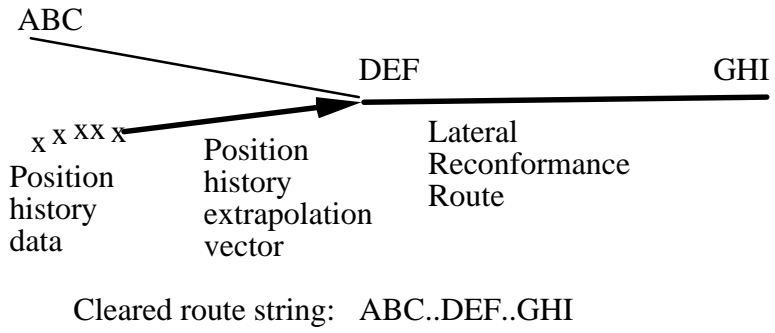 ABC
DEF
GHI
x x x x x
Position
history
data
Position
history
extrapolation
vector
Lateral
Reconformance
Route
Cleared route string: ABC..DEF..GHI